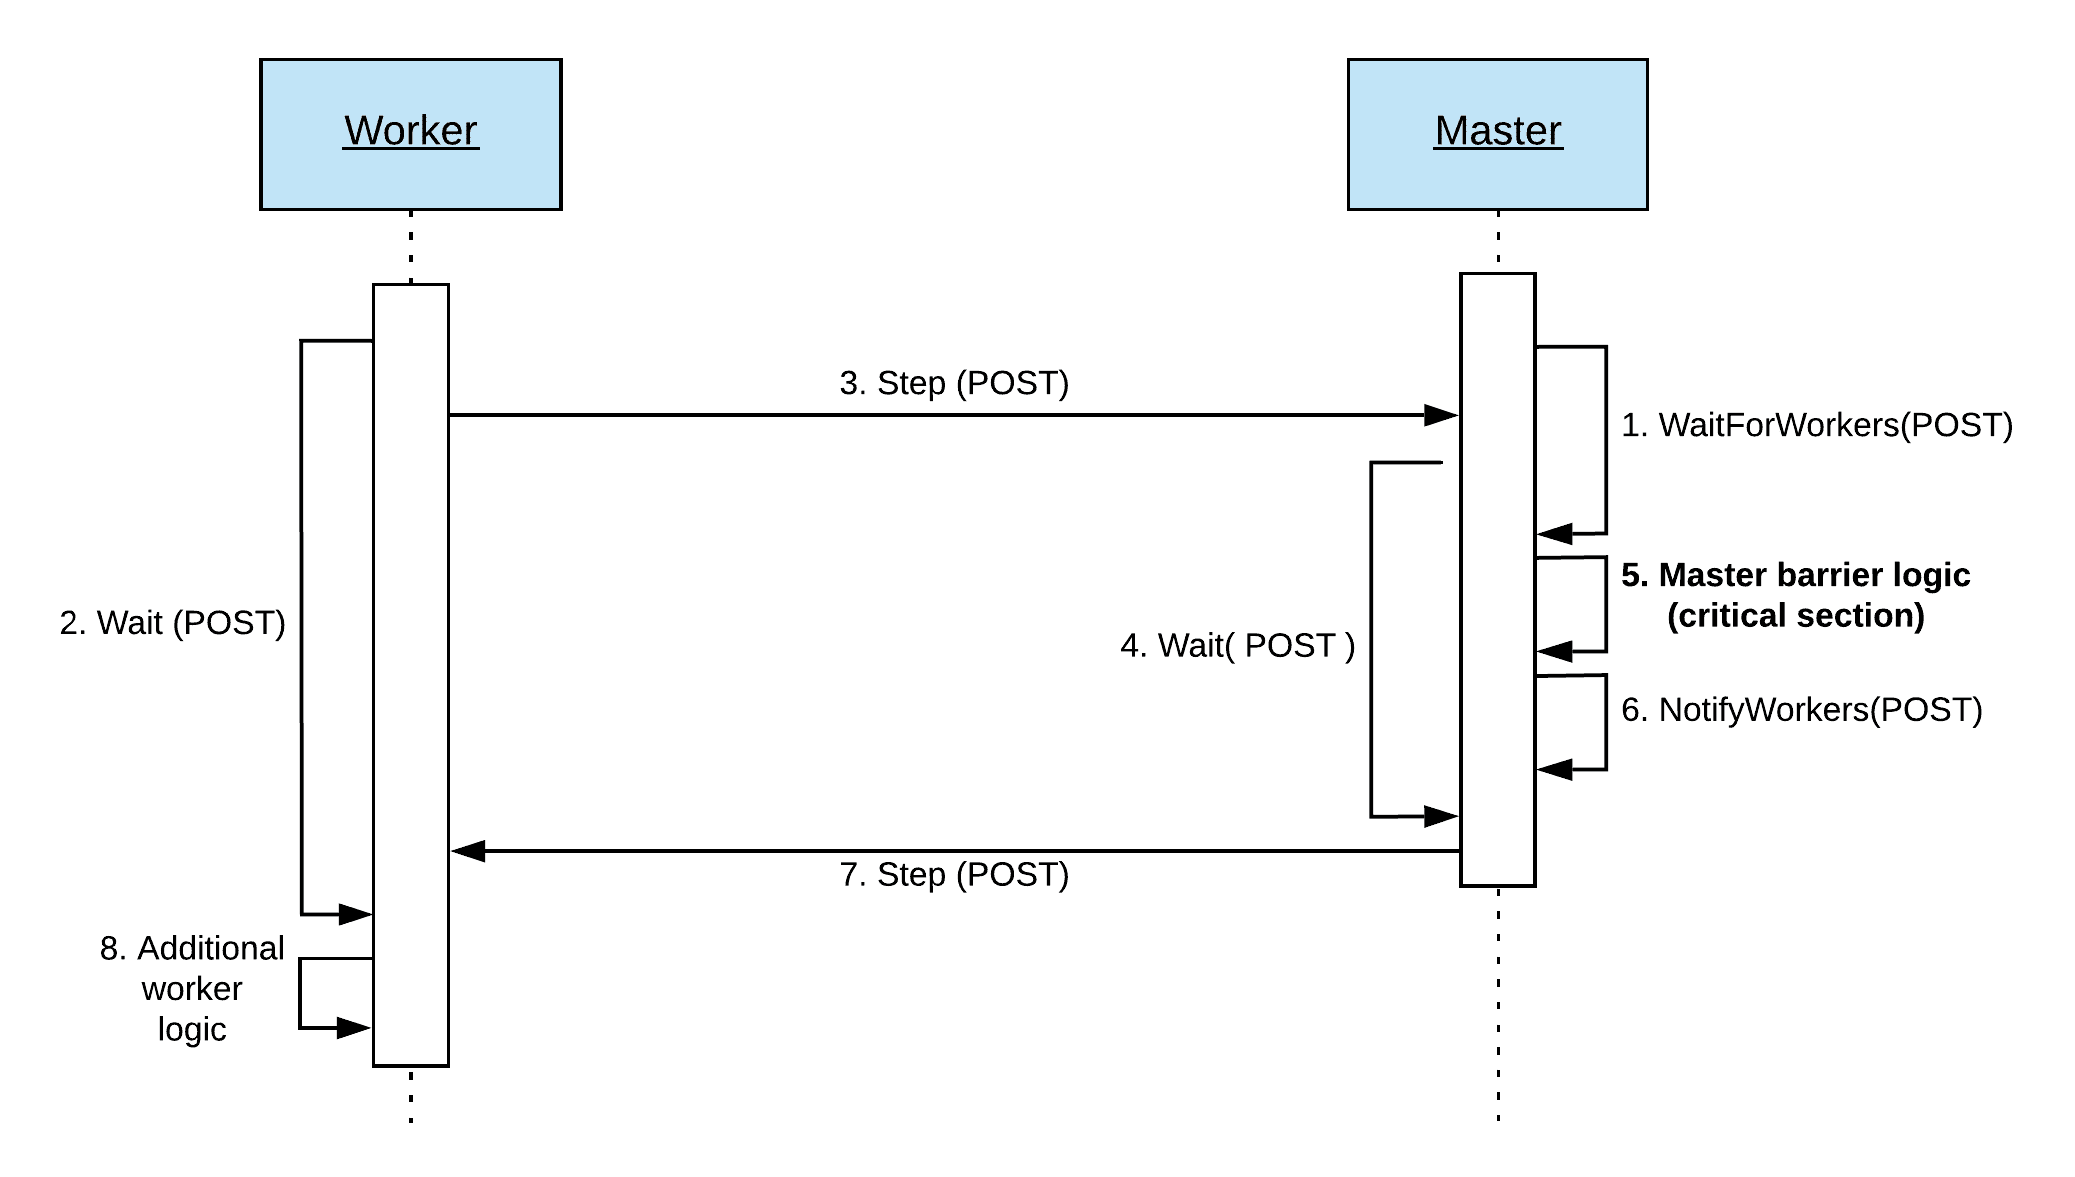 Worker
Master
3. Step (POST)
1. WaitForWorkers(POST)
5. Master barrier logic
(critical section)
2. Wait (POST)
4. Wait( POST )
6. NotifyWorkers(POST)
7. Step (POST)
8. Additional
worker
logic